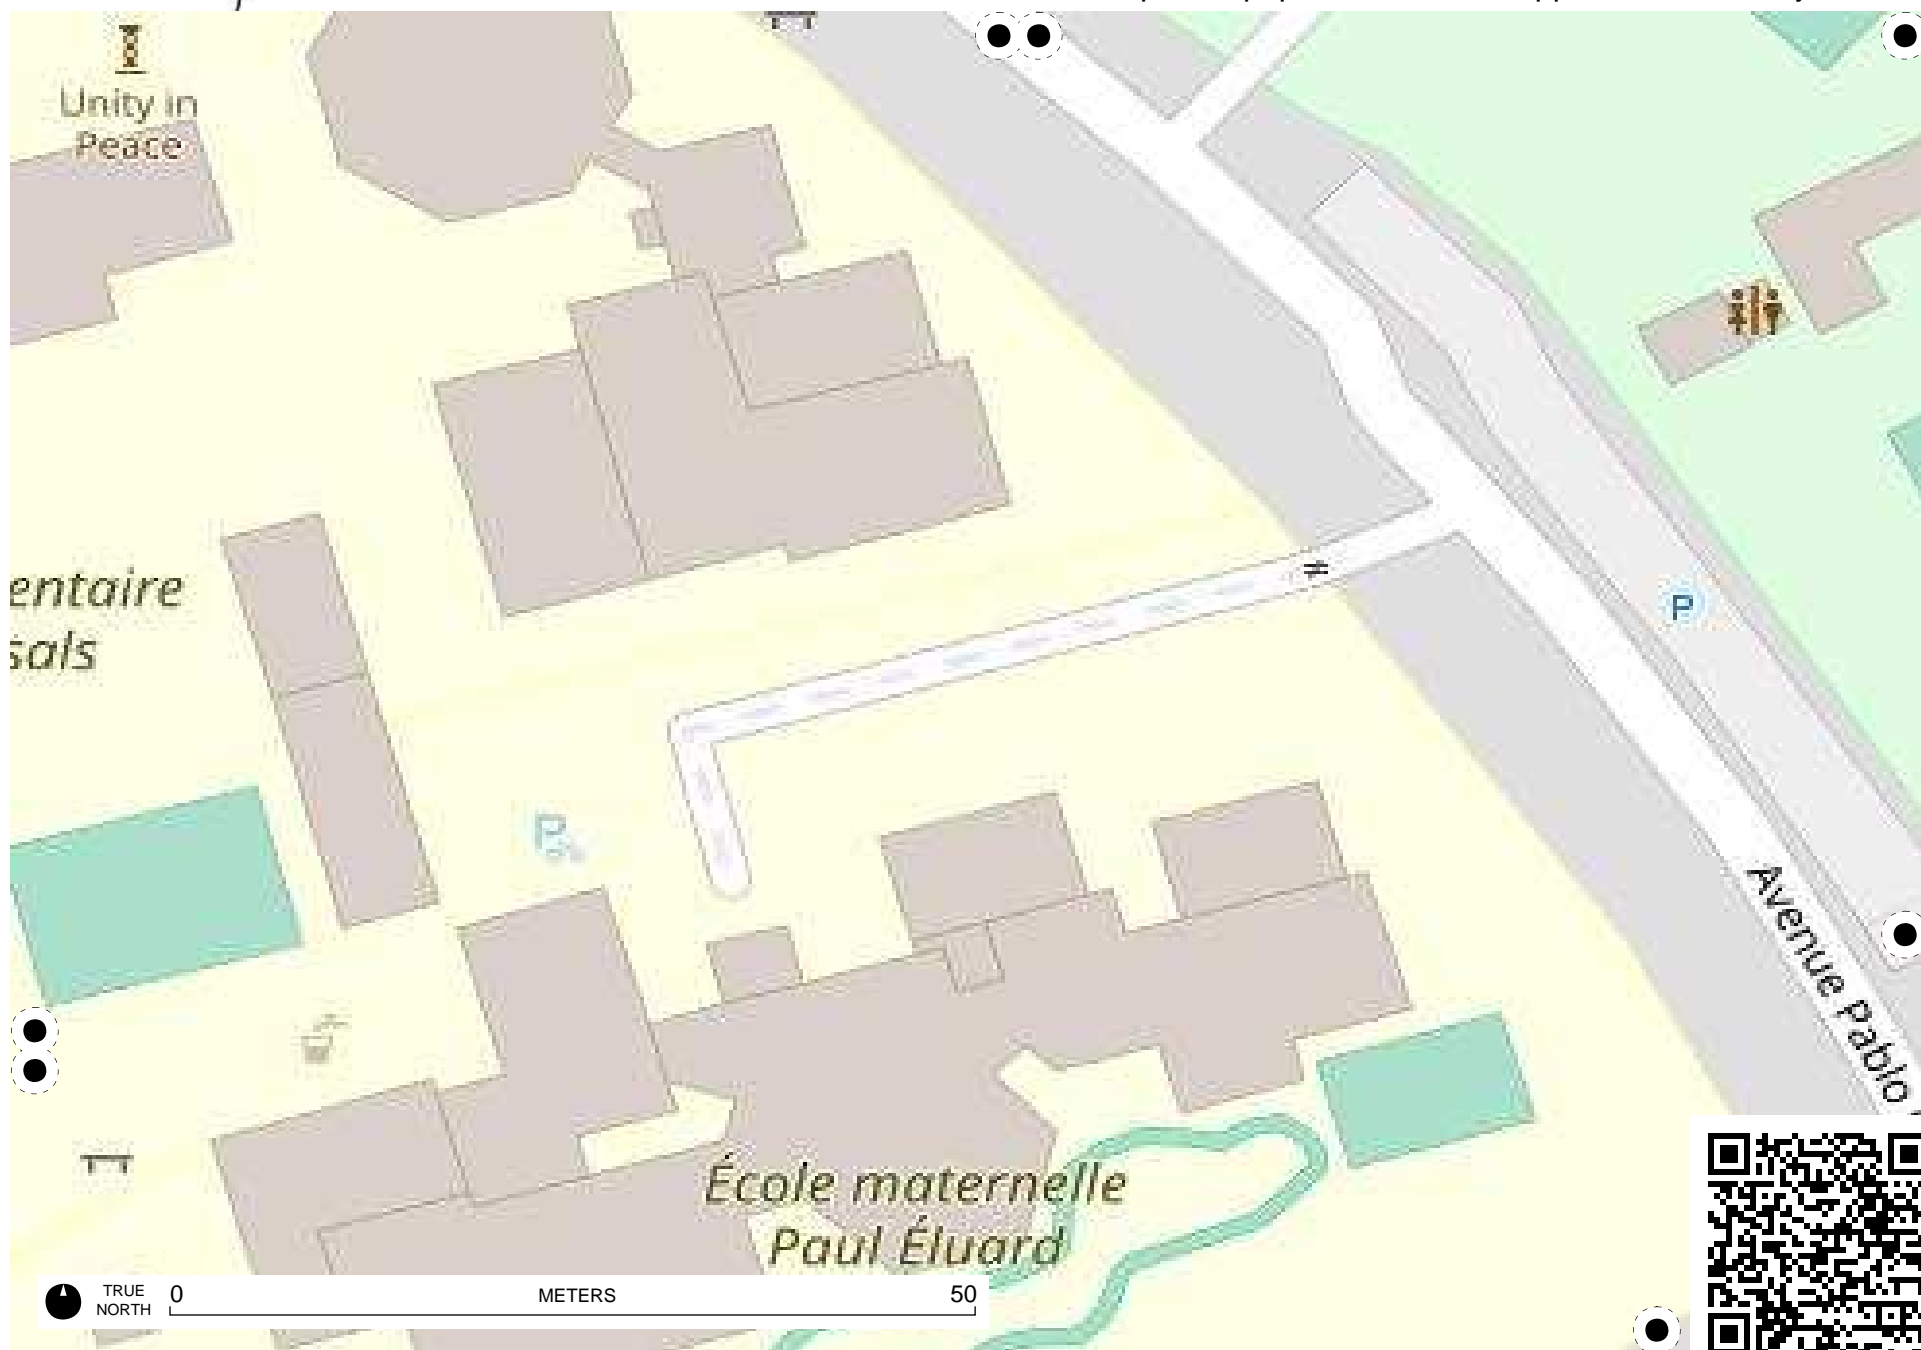 Unity in
Peace
entaire
sals
P
P
Avenue Pablo
École maternelle
Paul Éluard
TRUE
NORTH
0
METERS
50